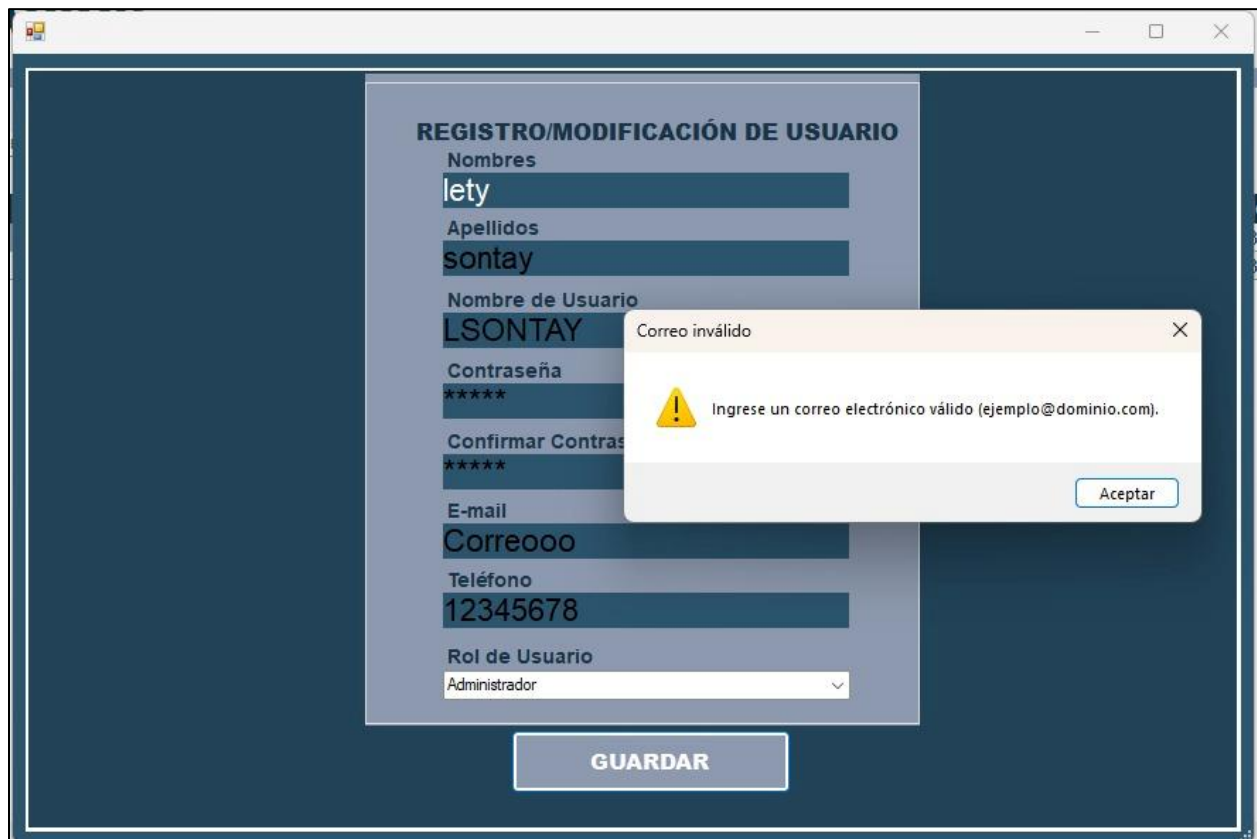 REGISTRO/MODIFICACIÓN DE USUARIO
Nombres
lety
Apellidos
sontay
Nombre de Usuario
LSONTAY
Contraseña
*****
Confirmar Contras
*****
E-mail
Correooo
Teléfono
12345678
Rol de Usuario
Administrador
GUARDAR
Correo inválido
Ingrese un correo electrónico válido (ejemplo@dominio.com).
Aceptar